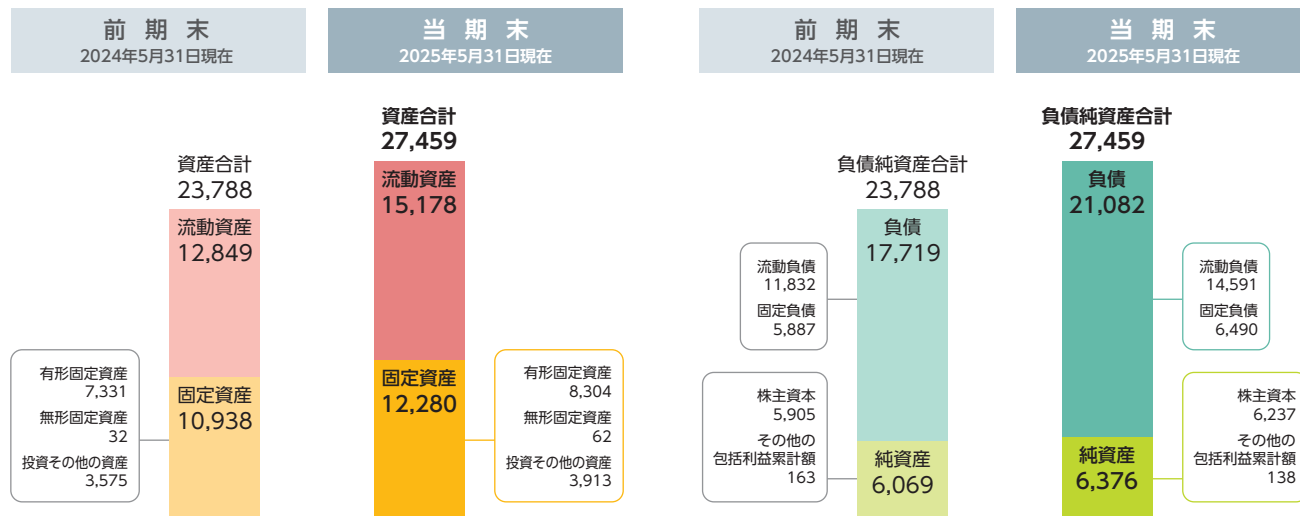 前期末
2024年5月31日現在
当期末
2025年5月31日現在
資産合計
23,788
流動資産
12,849
固定資産
10,938
有形固定資産
7,331
無形固定資産
32
投資その他の資産
3,575
資産合計
27,459
流動資産
15,178
固定資産
12,280
有形固定資産
8,304
無形固定資産
62
投資その他の資産
3,913
前期末
2024年5月31日現在
当期末
2025年5月31日現在
負債純資産合計
23,788
負債
17,719
流動負債
11,832
固定負債
5,887
株主資本
5,905
その他の
包括利益累計額
163
純資産
6,069
負債純資産合計
27,459
負債
21,082
流動負債
14,591
固定負債
6,490
株主資本
6,237
その他の
包括利益累計額
138
純資産
6,376